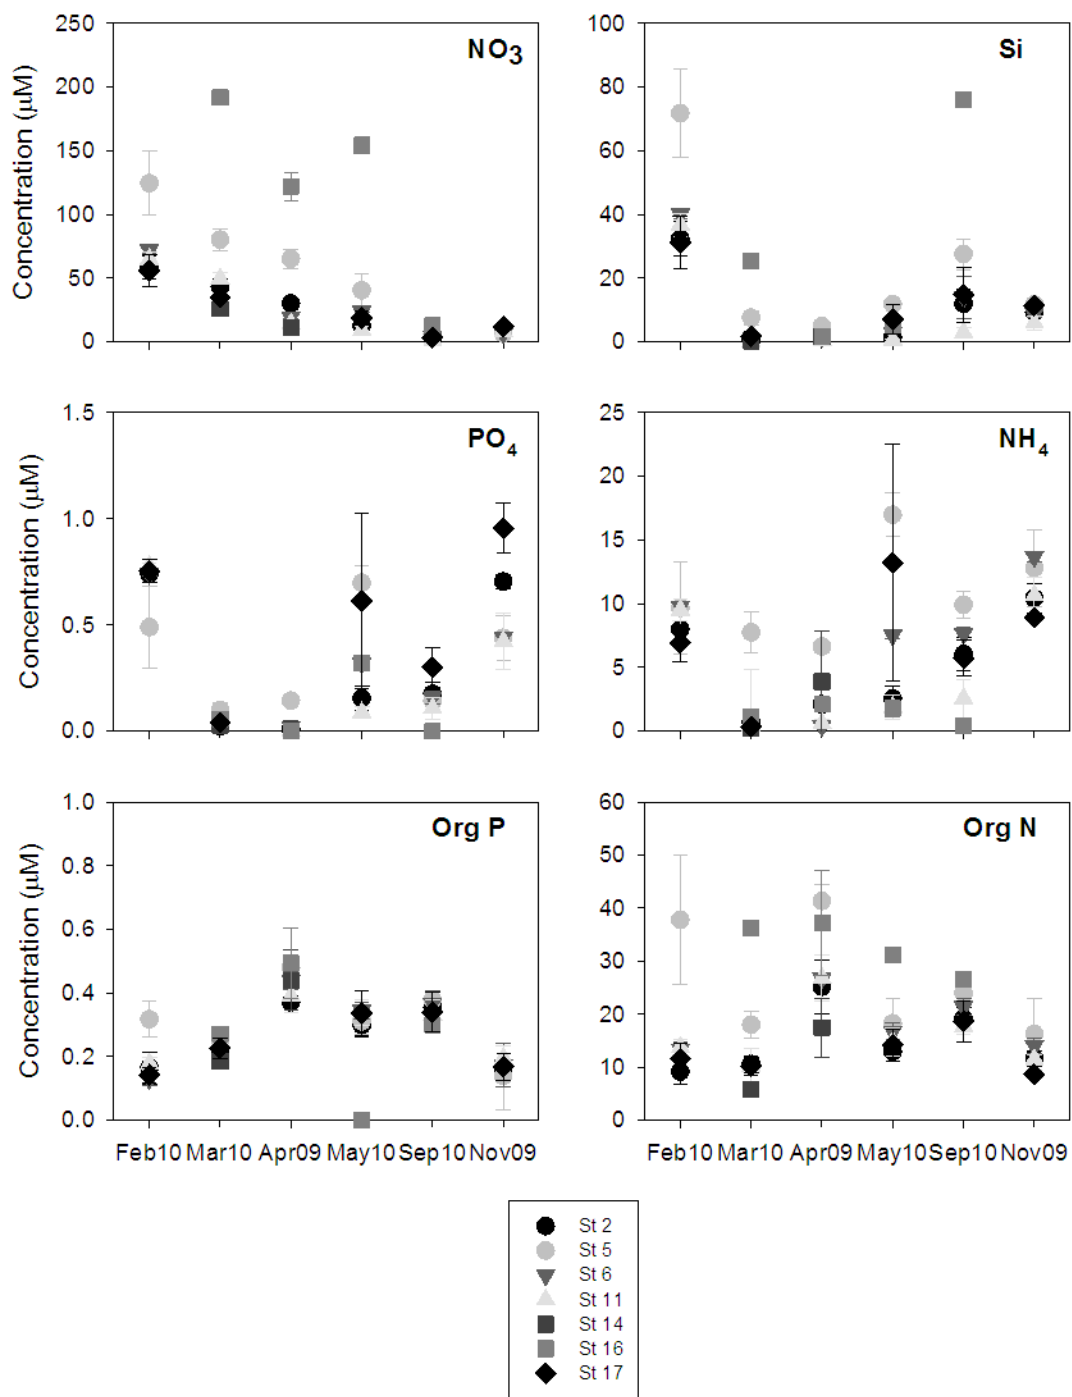 NO3
Si
Concentration (μM)
250
200
150
100
50
0
100
80
60
40
20
0
PO4
NH4
Concentration (μM)
1.5
1.0
0.5
0.0
25
20
15
10
5
0
Org P
Org N
Concentration (μM)
1.0
0.8
0.6
0.4
0.2
0.0
60
50
40
30
20
10
0
Feb10 Mar10 Apr09 May10 Sep10 Nov09
Feb10 Mar10 Apr09 May10 Sep10 Nov09
St 2
St 5
St 6
St 11
St 14
St 16
St 17